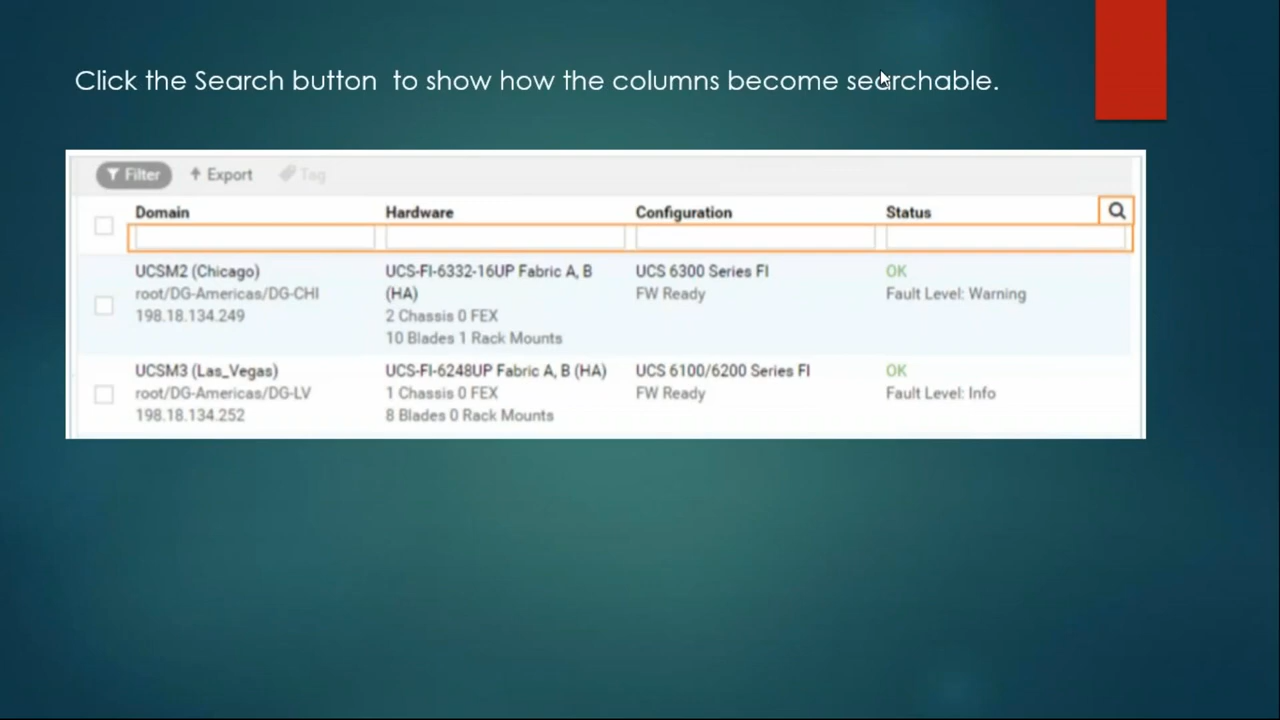 Click the Search button  to show how the columns become searchable.
Filter Export Tag
Domain Hardware Configuration Status
UCSM2 (Chicago) UCS-FI-6332-16UP Fabric A, B UCS 6300 Series FI OK
root/DG-Americas/DG-CHI (HA) FW Ready Fault Level: Warning
198.18.134.249 2 Chassis 0 FEX
10 Blades 1 Rack Mounts
UCSM3 (Las_Vegas) UCS-FI-6248UP Fabric A, B (HA) UCS 6100/6200 Series FI OK
root/DG-Americas/DG-LV 1 Chassis 0 FEX FW Ready Fault Level: Info
198.18.134.252 8 Blades 0 Rack Mounts